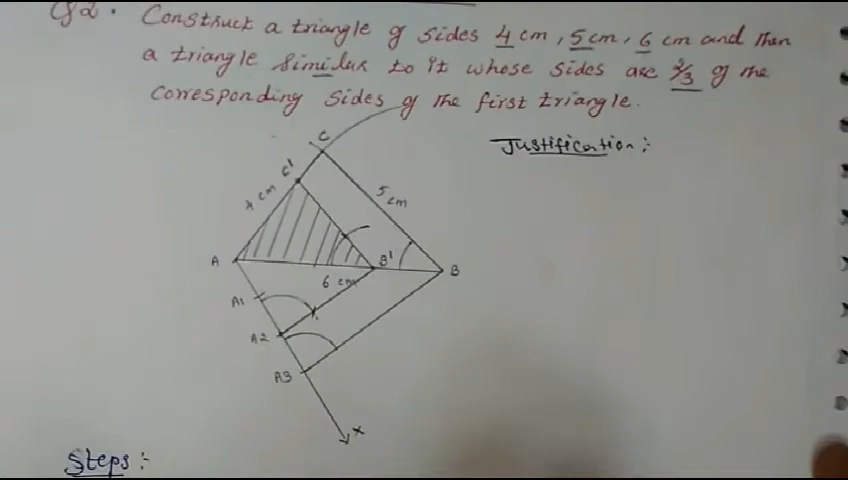 Q2. Construct a triangle of sides 4 cm, 5 cm, 6 cm and then
a triangle similar to it whose sides are 2/3 of the
corresponding sides of the first triangle.
Justification :
C
C'
4 cm
5 cm
A
B'
B
6 cm
A1
A2
A3
X
Steps :